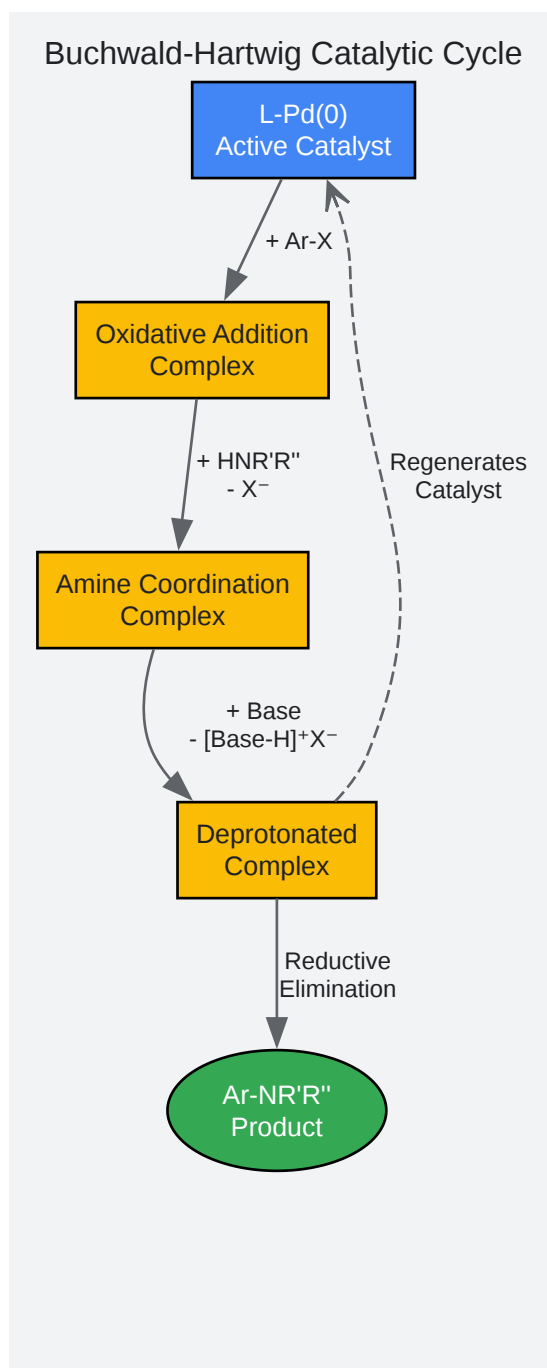 Buchwald-Hartwig Catalytic Cycle
L-Pd(0)
Active Catalyst
+ Ar-X
Oxidative Addition
Complex
+ HNR'R''
- X⁻
Regenerates
Catalyst
Amine Coordination
Complex
+ Base
- [Base-H]⁺X⁻
Deprotonated
Complex
Reductive
Elimination
Ar-NR'R''
Product